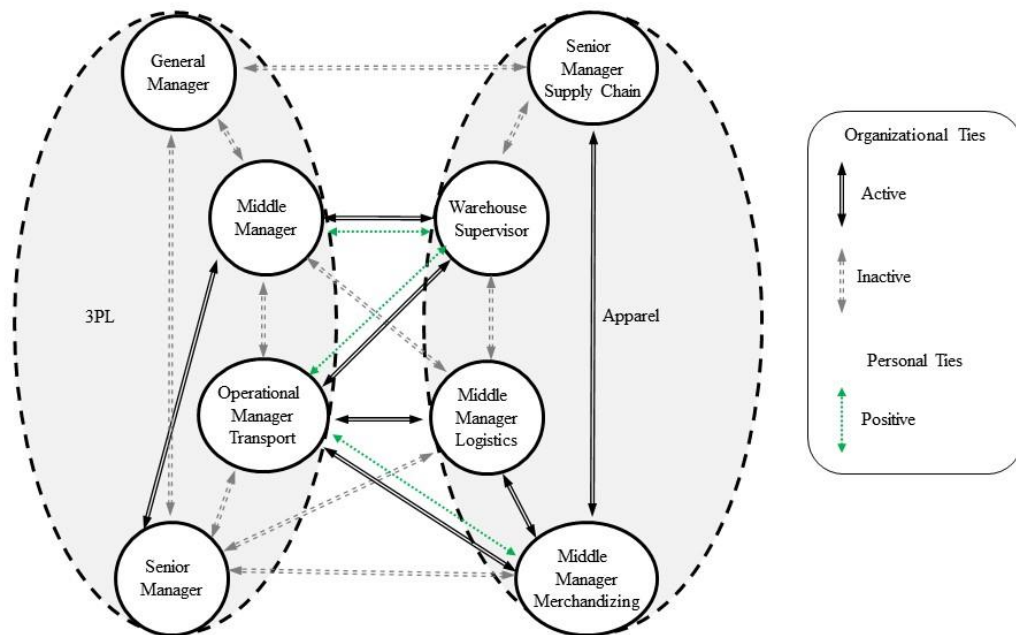 General
Manager
Senior
Manager
Supply Chain
Middle
Manager
Warehouse
Supervisor
3PL
Apparel
Operational
Manager
Transport
Middle
Manager
Logistics
Senior
Manager
Middle
Manager
Merchandizing
Organizational Ties
Active
Inactive
Personal Ties
Positive